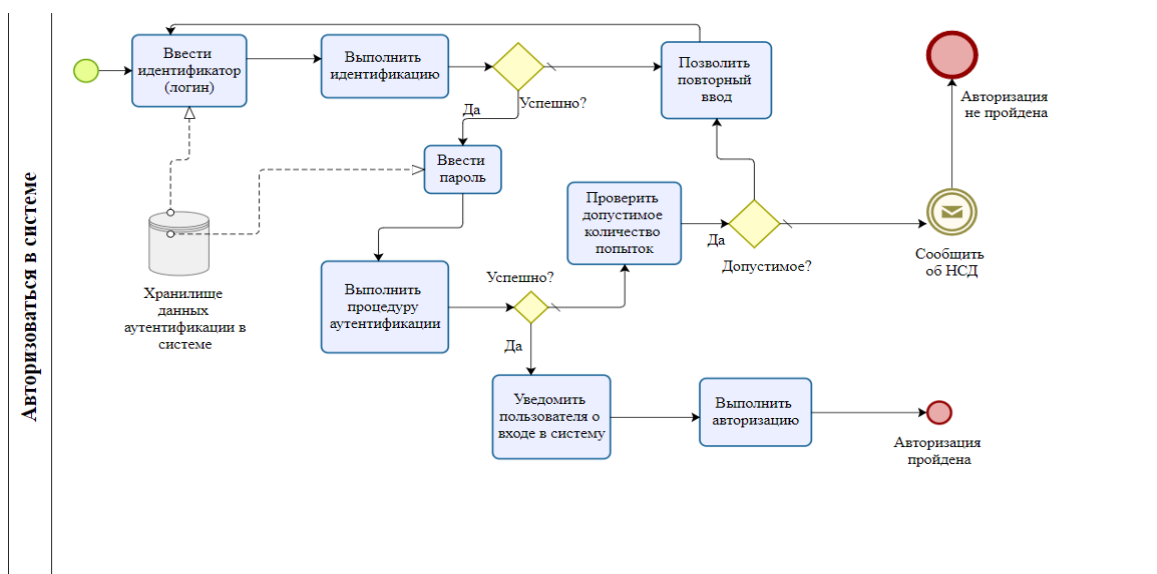 Авторизоваться в системе
Ввести
идентификатор
(логин)
Выполнить
идентификацию
Успешно?
Да
Позволить
повторный
ввод
Авторизация
не пройдена
Ввести
пароль
Хранилище
данных
аутентификации в
системе
Проверить
допустимое
количество
попыток
Да
Допустимое?
Сообщить
об НСД
Выполнить
процедуру
аутентификации
Успешно?
Да
Уведомить
пользователя о
входе в систему
Выполнить
авторизацию
Авторизация
пройдена